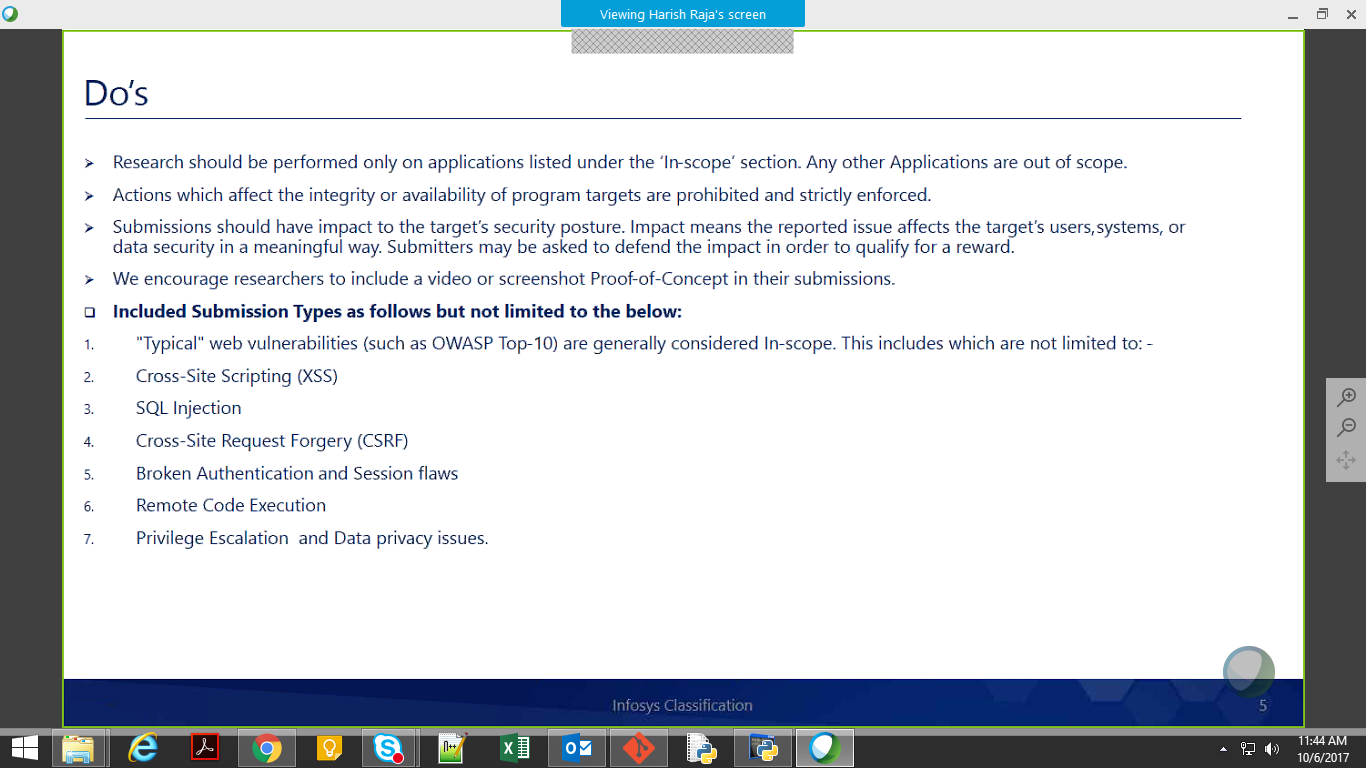 Viewing Harish Raja's screen
Do's
➢ Research should be performed only on applications listed under the 'In-scope' section. Any other Applications are out of scope.
➢ Actions which affect the integrity or availability of program targets are prohibited and strictly enforced.
➢ Submissions should have impact to the target's security posture. Impact means the reported issue affects the target's users,systems, or
data security in a meaningful way. Submitters may be asked to defend the impact in order to qualify for a reward.
➢ We encourage researchers to include a video or screenshot Proof-of-Concept in their submissions.
❑ Included Submission Types as follows but not limited to the below:
1. "Typical" web vulnerabilities (such as OWASP Top-10) are generally considered In-scope. This includes which are not limited to: -
2. Cross-Site Scripting (XSS)
3. SQL Injection
4. Cross-Site Request Forgery (CSRF)
5. Broken Authentication and Session flaws
6. Remote Code Execution
7. Privilege Escalation  and Data privacy issues.
Infosys Classification
5
11:44 AM
10/6/2017